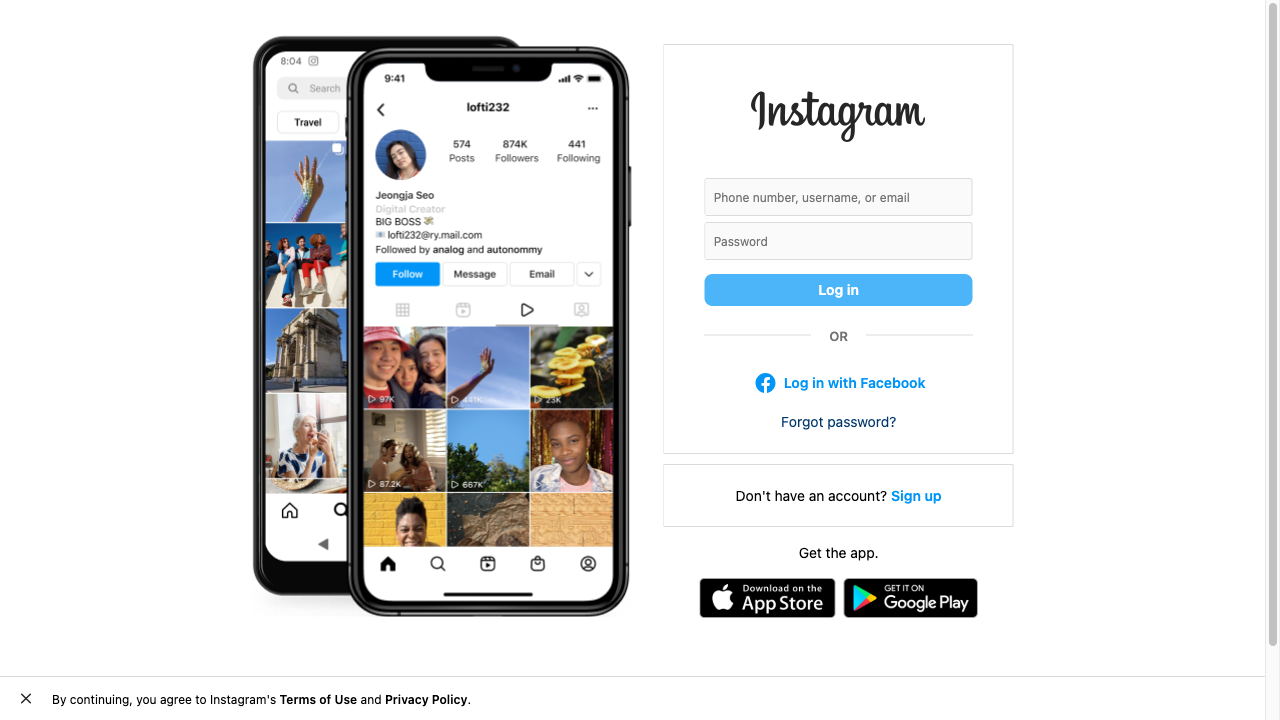 8:04
Search
Travel
9:41
lofti232
574
Posts
874K
Followers
441
Following
Jeongja Seo
Digital Creator
BIG BOSS
lofti232@ry.mail.com
Followed by analog and autonommy
Follow
Message
Email
97K
441K
23K
87.2K
667K
Instagram
Phone number, username, or email
Password
Log in
OR
Log in with Facebook
Forgot password?
Don't have an account? Sign up
Get the app.
Download on the
App Store
GET IT ON
Google Play
By continuing, you agree to Instagram's Terms of Use and Privacy Policy.